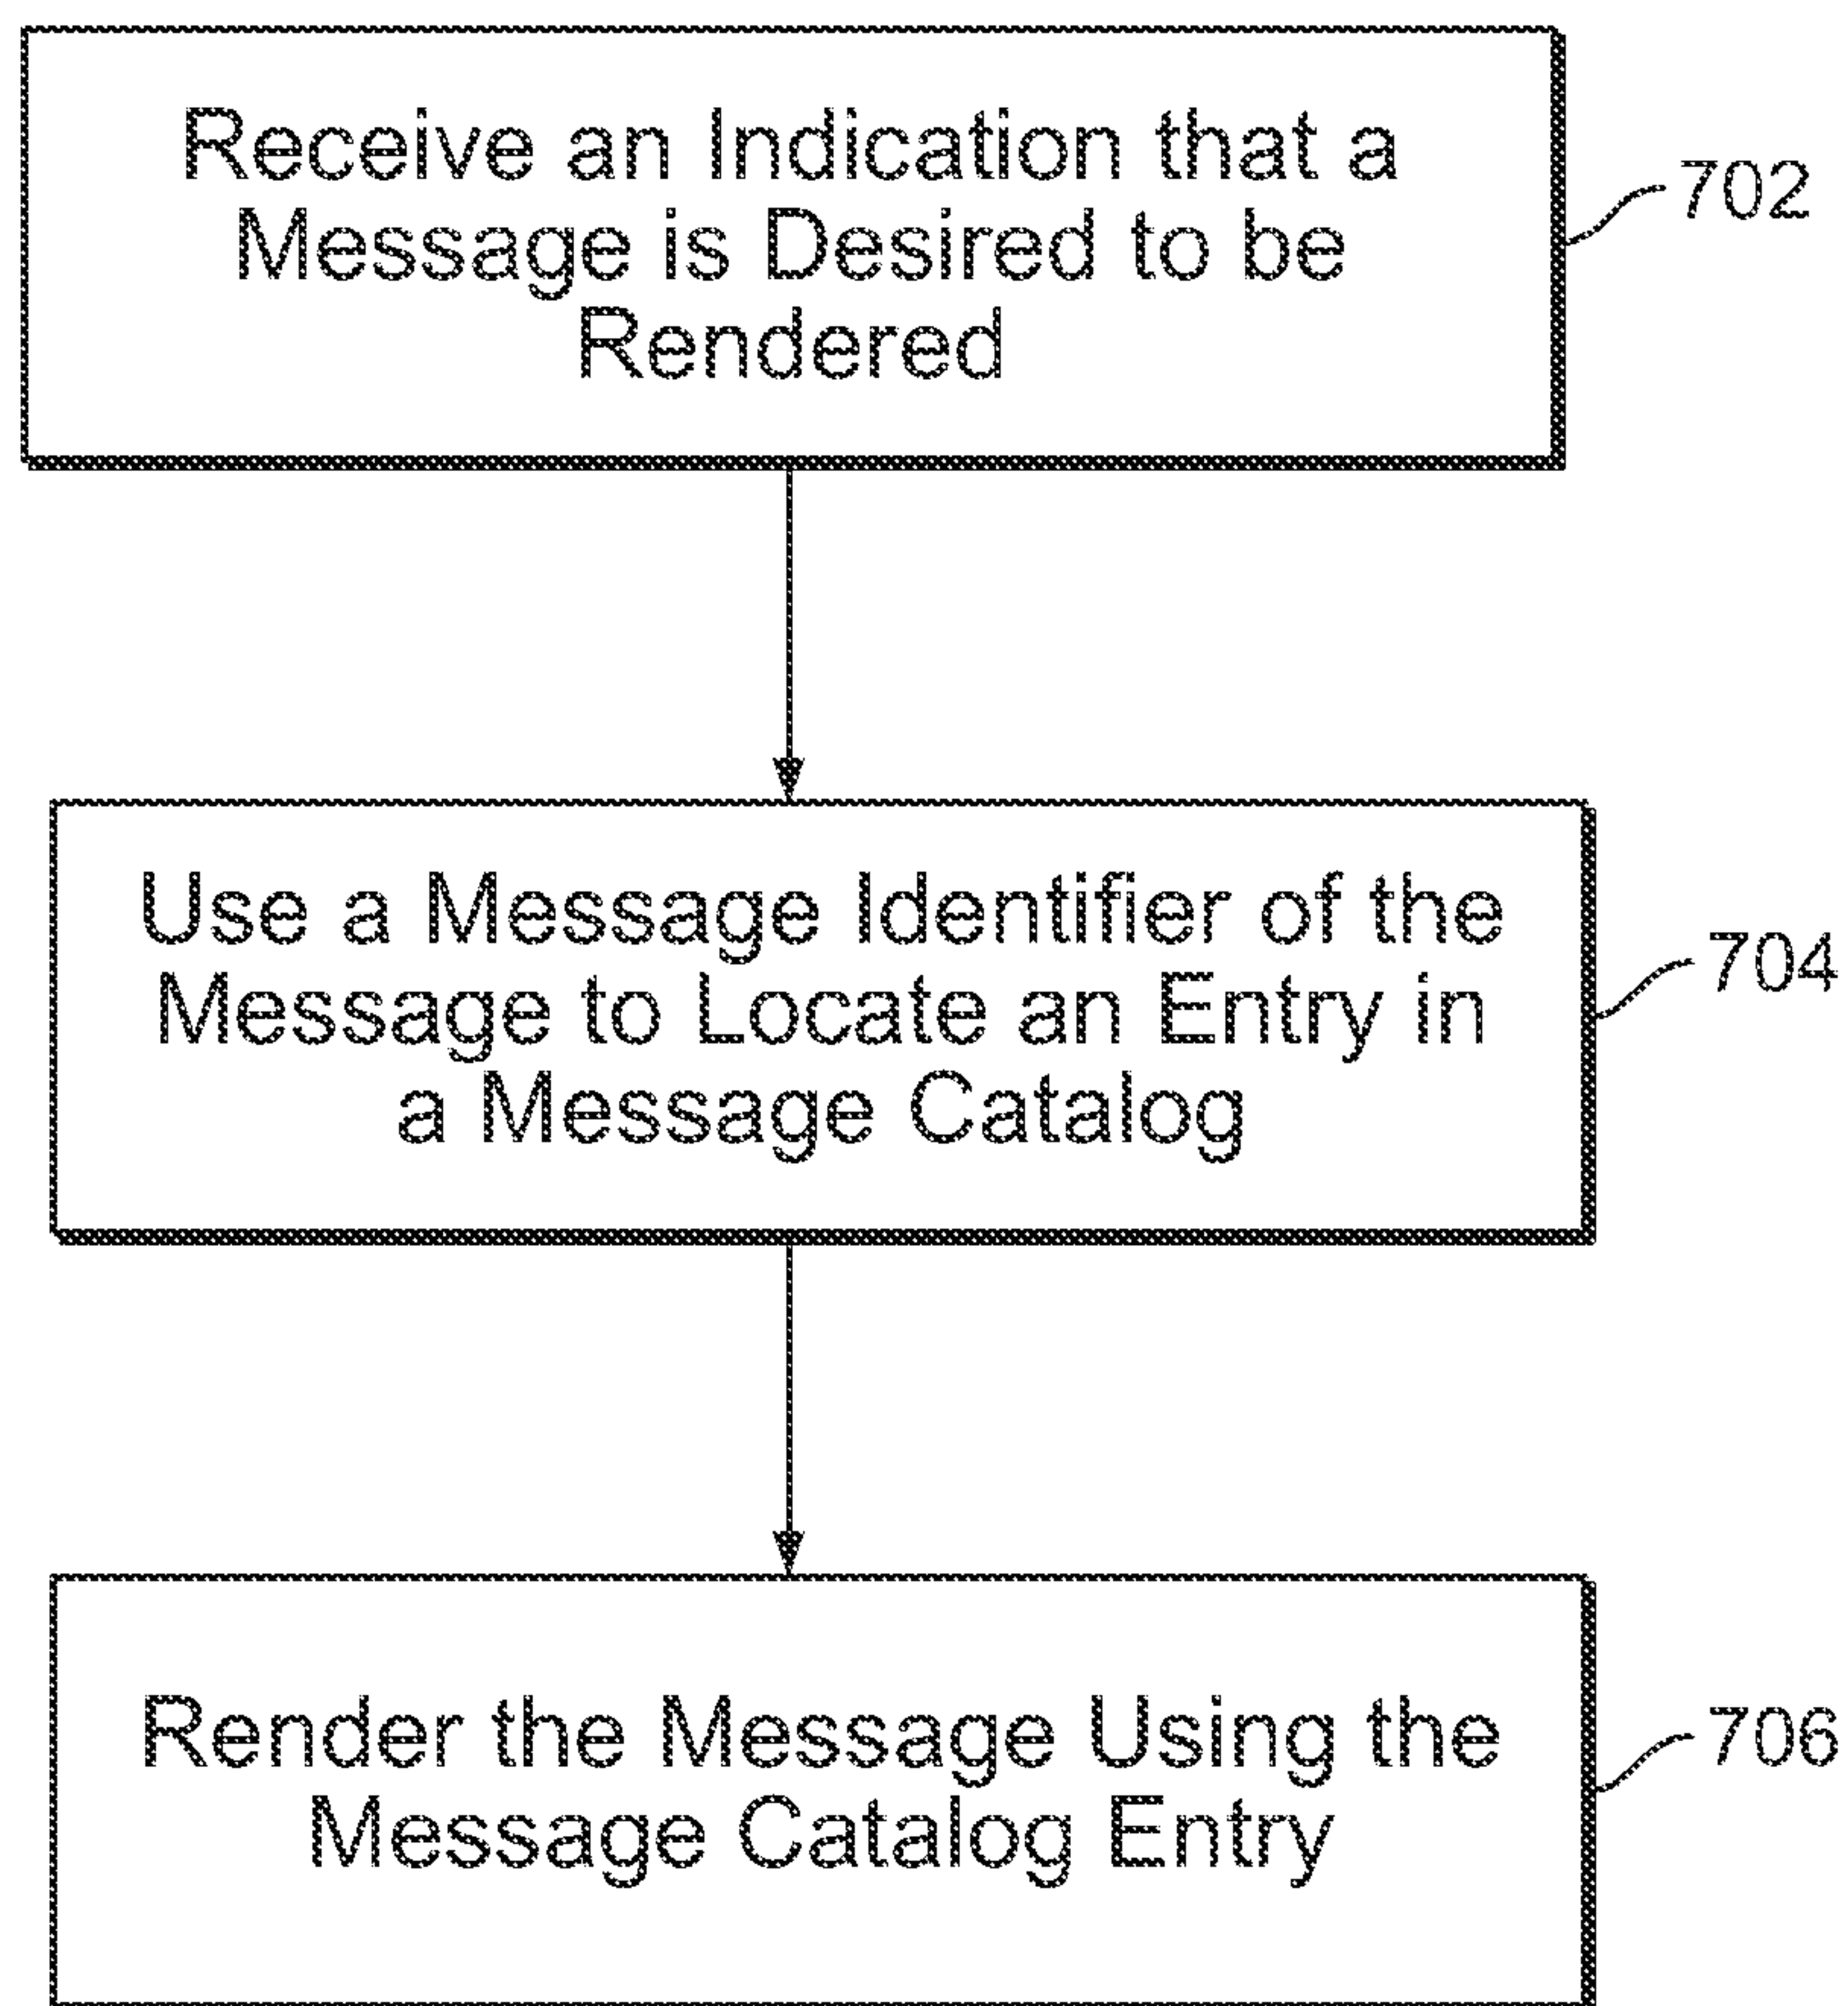 Receive an Indication that a
Message is Desired to be
Rendered
702
Use a Message Identifier of the
Message to Locate an Entry in
a Message Catalog
704
Render the Message Using the
Message Catalog Entry
706